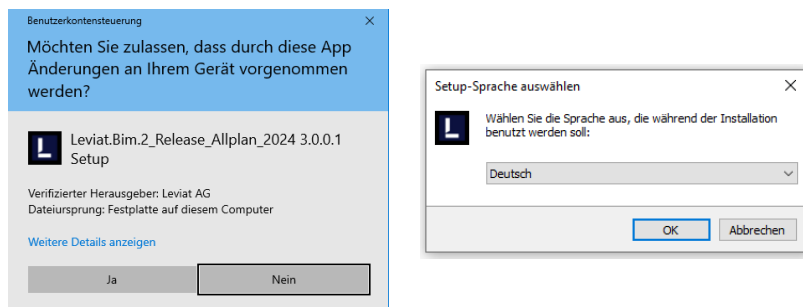 Benutzerkontensteuerung
Möchten Sie zulassen, dass durch diese App
Änderungen an Ihrem Gerät vorgenommen
werden?
L
Leviat.Bim.2_Release_Allplan_2024 3.0.0.1
Setup
Verifizierter Herausgeber: Leviat AG
Dateiursprung: Festplatte auf diesem Computer
Weitere Details anzeigen
Ja
Nein
Setup-Sprache auswählen
L
Wählen Sie die Sprache aus, die während der Installation
benutzt werden soll:
Deutsch
OK
Abbrechen